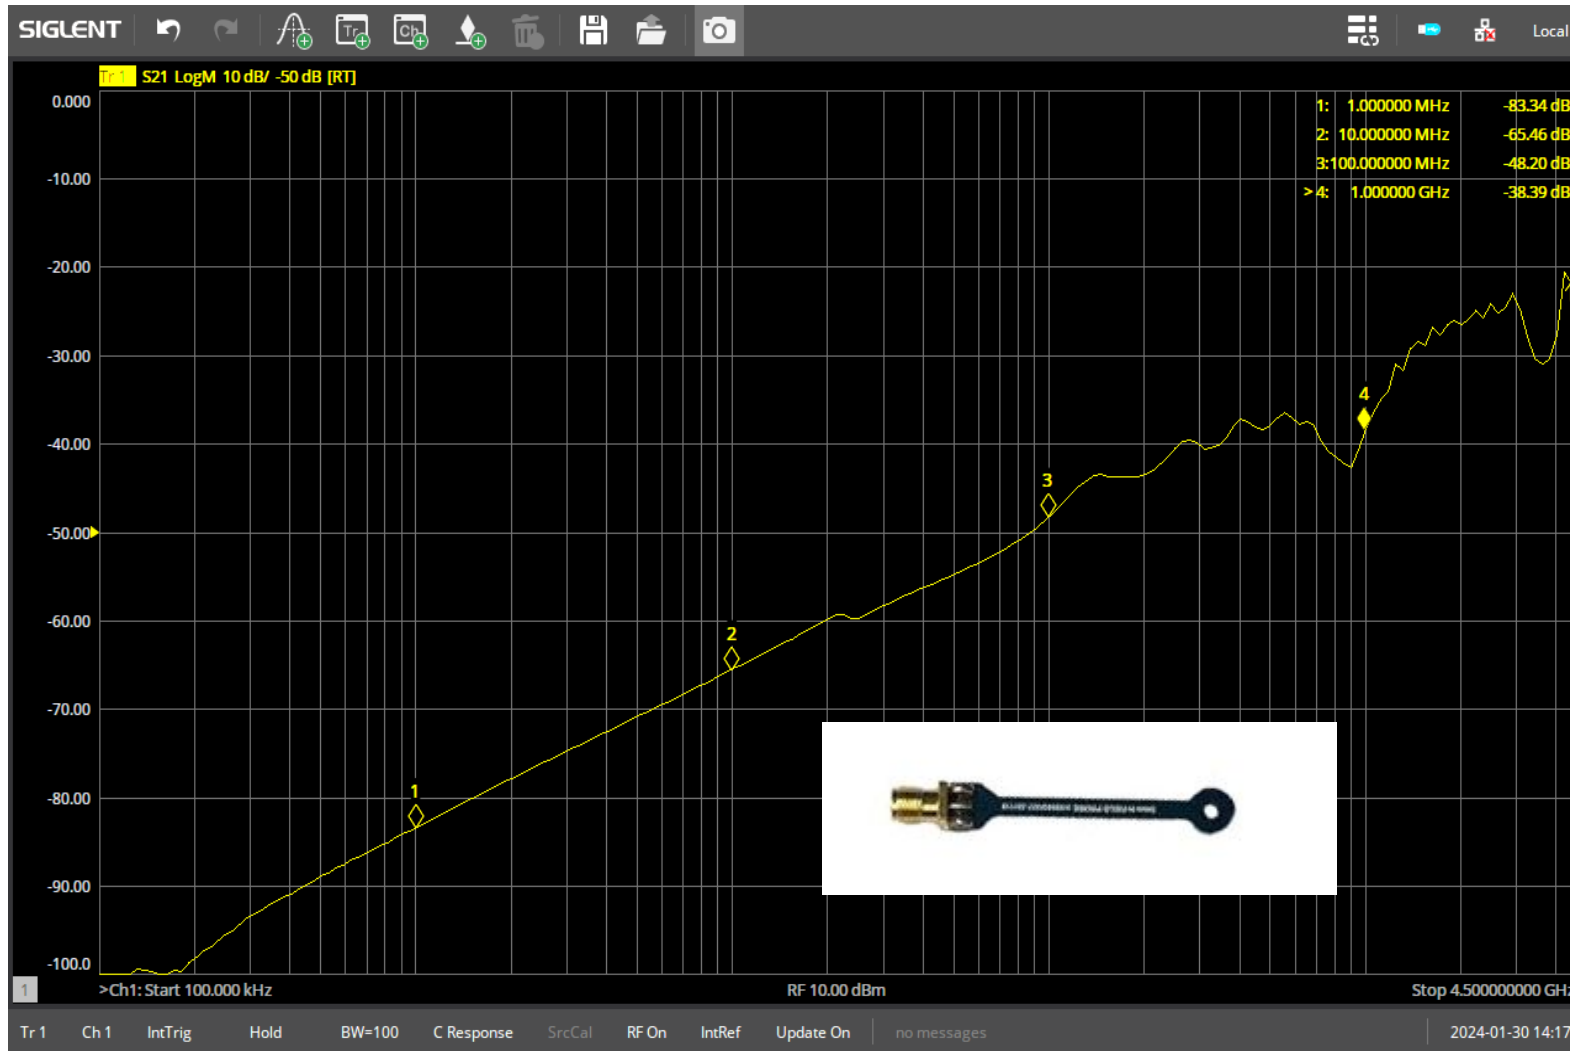 SIGLENT Tr Ch Local
Tr 1 S21 LogM 10 dB/ -50 dB [RT]
0.000
-10.00
-20.00
-30.00
-40.00
-50.00
-60.00
-70.00
-80.00
-90.00
-100.0
1: 1.000000 MHz -83.34 dB
2: 10.000000 MHz -65.46 dB
3:100.000000 MHz -48.20 dB
>4: 1.000000 GHz -38.39 dB
1
2
3
4
1 >Ch1: Start 100.000 kHz RF 10.00 dBm Stop 4.500000000 GHz
Tr 1 Ch 1 IntTrig Hold BW=100 C Response SrcCal RF On IntRef Update On no messages 2024-01-30 14:17